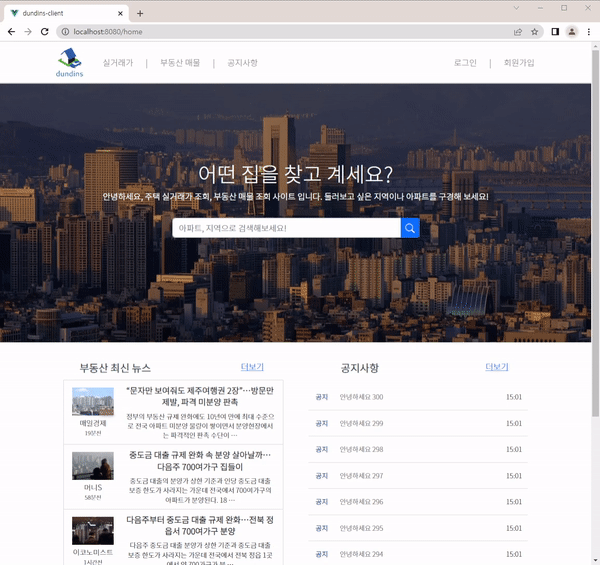 dundins-client
localhost:8080/home
dundins
실거래가 | 부동산 매물 | 공지사항
로그인 | 회원가입
어떤 집을 찾고 계세요?
안녕하세요, 주택 실거래가 조회, 부동산 매물 조회 사이트 입니다. 둘러보고 싶은 지역이나 아파트를 구경해 보세요!
아파트, 지역으로 검색해보세요!
부동산 최신 뉴스
더보기
매일경제
19분전
"문자만 보여줘도 제주여행권 2장"…방문만
제발, 파격 미분양 판촉
정부의 부동산 규제 완화에도 10년여 만에 최대 수준으
로 전국 아파트 미분양 물량이 쌓이면서 분양현장에서
는 파격적인 판촉 수단이 …
머니S
58분전
중도금 대출 규제 완화 속 분양 살아날까…
다음주 700여가구 집들이
중도금 대출의 분양가 상한 기준과 인당 중도금 대출
보증 한도가 사라지는 가운데 전국에서 700여가구의
아파트가 분양된다. 18 …
이코노미스트
1시간전
다음주부터 중도금 대출 규제 완화…전북 정
읍서 700여가구 분양
다음주 중도금 대출 분양가 상한 기준과 중도금 대출
보증 한도가 사라지는 가운데 전국에서 전북 정읍 1곳
에서 약 700가구가 분 …
공지사항
더보기
공지 안녕하세요 300 15:01
공지 안녕하세요 299 15:01
공지 안녕하세요 298 15:01
공지 안녕하세요 297 15:01
공지 안녕하세요 296 15:01
공지 안녕하세요 295 15:01
공지 안녕하세요 294 15:01